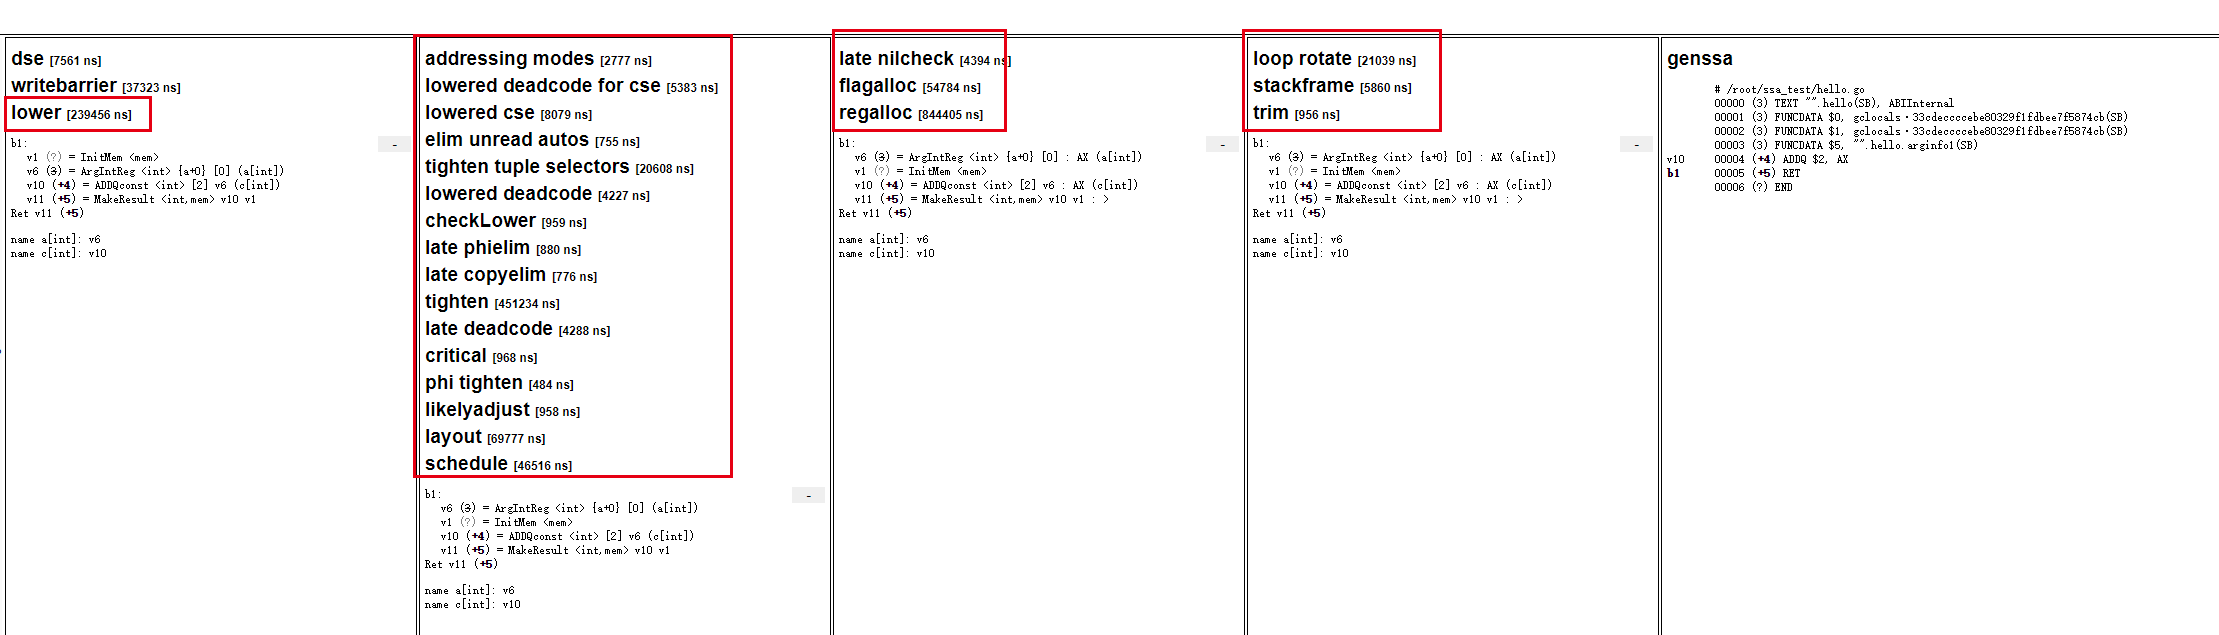 dse [7561 ns]
writebarrier [37323 ns]
lower [239456 ns]
-
b1:
v1 (?) = InitMem <mem>
v6 (3) = ArgIntReg <int> {a+0} [0] (a[int])
v10 (+4) = ADDQconst <int> [2] v6 (c[int])
v11 (+5) = MakeResult <int,mem> v10 v1
Ret v11 (+5)
name a[int]: v6
name c[int]: v10
addressing modes [2777 ns]
lowered deadcode for cse [5383 ns]
lowered cse [8079 ns]
elim unread autos [755 ns]
tighten tuple selectors [20608 ns]
lowered deadcode [4227 ns]
checkLower [959 ns]
late phielim [880 ns]
late copyelim [776 ns]
tighten [451234 ns]
late deadcode [4288 ns]
critical [968 ns]
phi tighten [484 ns]
likelyadjust [958 ns]
layout [69777 ns]
schedule [46516 ns]
-
b1:
v6 (3) = ArgIntReg <int> {a+0} [0] (a[int])
v1 (?) = InitMem <mem>
v10 (+4) = ADDQconst <int> [2] v6 (c[int])
v11 (+5) = MakeResult <int,mem> v10 v1
Ret v11 (+5)
name a[int]: v6
name c[int]: v10
late nilcheck [4394 ns]
flagalloc [54784 ns]
regalloc [844405 ns]
-
b1:
v6 (3) = ArgIntReg <int> {a+0} [0] : AX (a[int])
v1 (?) = InitMem <mem>
v10 (+4) = ADDQconst <int> [2] v6 : AX (c[int])
v11 (+5) = MakeResult <int,mem> v10 v1 : >
Ret v11 (+5)
name a[int]: v6
name c[int]: v10
loop rotate [21039 ns]
stackframe [5860 ns]
trim [956 ns]
-
b1:
v6 (3) = ArgIntReg <int> {a+0} [0] : AX (a[int])
v1 (?) = InitMem <mem>
v10 (+4) = ADDQconst <int> [2] v6 : AX (c[int])
v11 (+5) = MakeResult <int,mem> v10 v1 : >
Ret v11 (+5)
name a[int]: v6
name c[int]: v10
genssa
# /root/ssa_test/hello.go
00000 (3) TEXT "".hello(SB), ABIInternal
00001 (3) FUNCDATA $0, gclocals·33cdeccccebe80329f1fdbee7f5874cb(SB)
00002 (3) FUNCDATA $1, gclocals·33cdeccccebe80329f1fdbee7f5874cb(SB)
00003 (3) FUNCDATA $5, "".hello.arginfo1(SB)
v10 00004 (+4) ADDQ $2, AX
b1 00005 (+5) RET
00006 (?) END